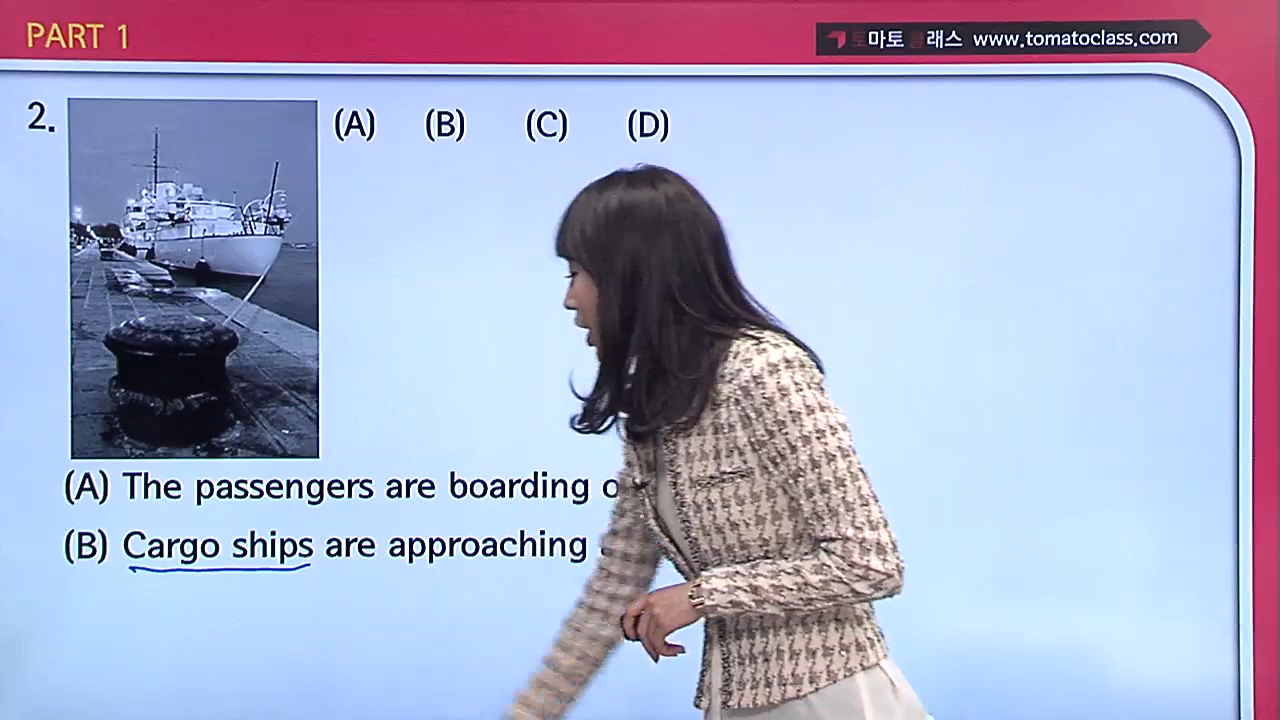 PART 1
토마토클래스 www.tomatoclass.com
2.
(A) (B) (C) (D)
(A) The passengers are boarding
(B) Cargo ships are approaching